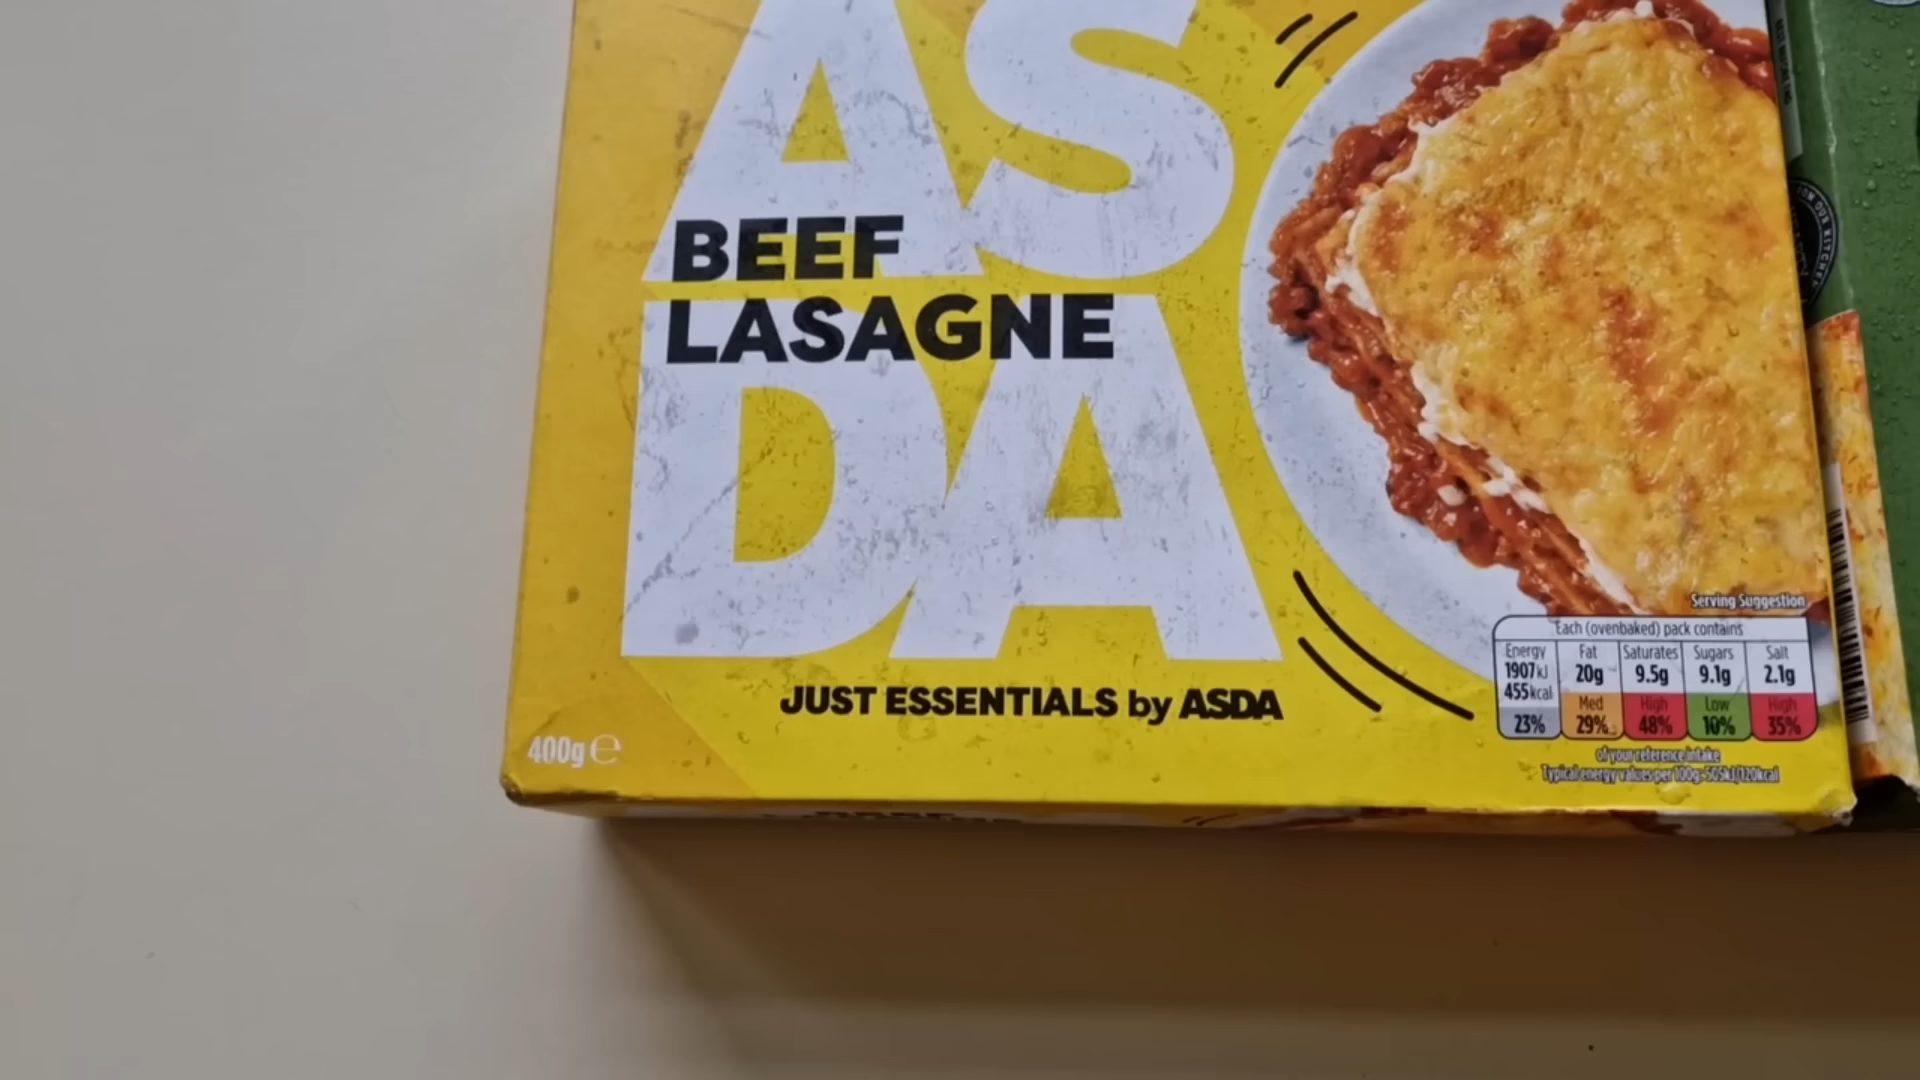 AS
BEEF
LASAGNE
DA
JUST ESSENTIALS by ASDA
400g e
Serving Suggestion
Each (ovenbaked) pack contains
Energy Fat Saturates Sugars Salt
1907kJ 20g 9.5g 9.1g 2.1g
455kcal
Med High Low High
23% 29% 48% 10% 35%
of your reference intake
Typical energy values per 100g: 505kJ/120kcal